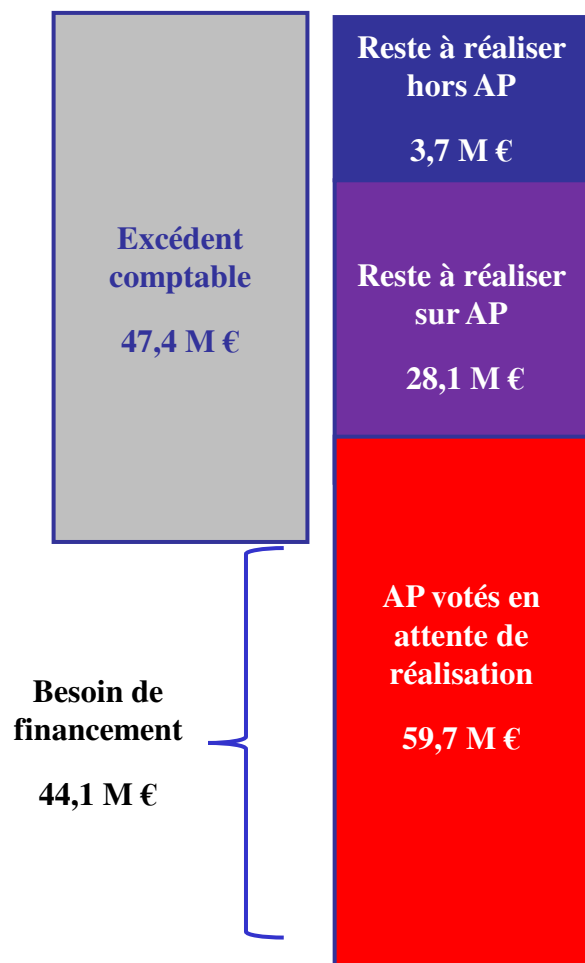 Excédent
comptable
47,4 M €
Besoin de
financement
44,1 M €
Reste à réaliser
hors AP
3,7 M €
Reste à réaliser
sur AP
28,1 M €
AP votés en
attente de
réalisation
59,7 M €